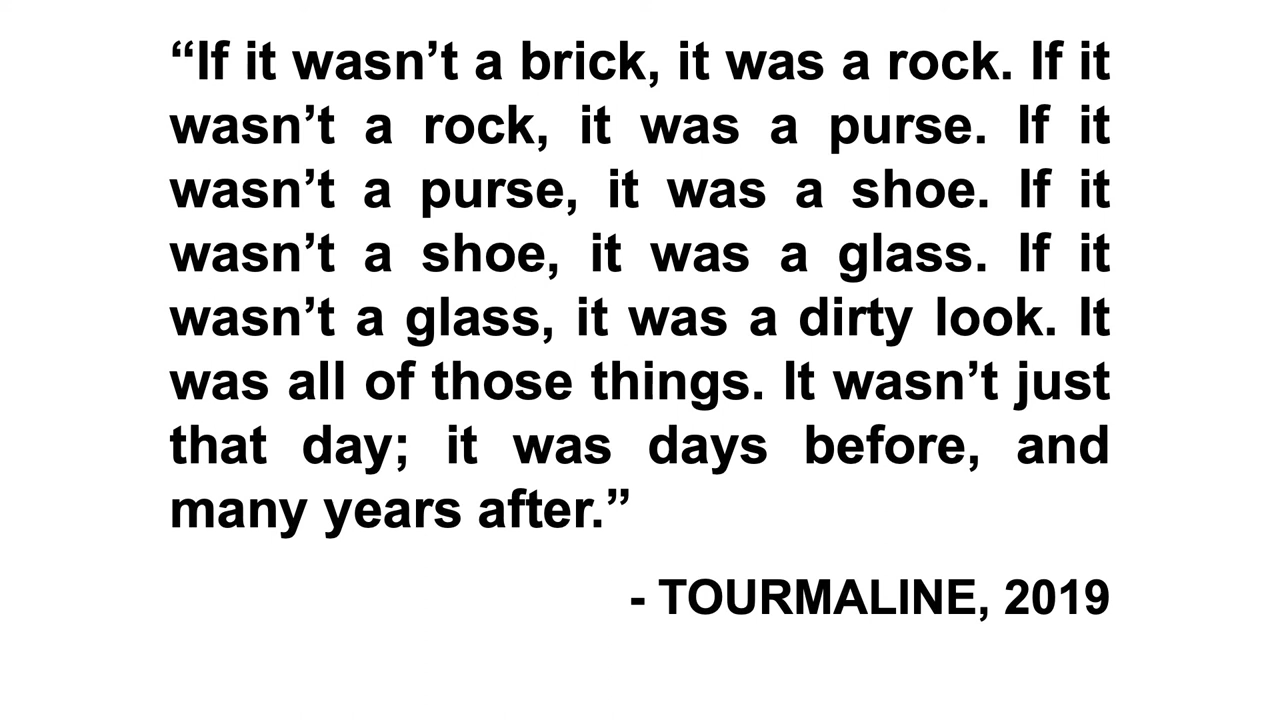 “If it wasn’t a brick, it was a rock. If it
wasn’t a rock, it was a purse. If it
wasn’t a purse, it was a shoe. If it
wasn’t a shoe, it was a glass. If it
wasn’t a glass, it was a dirty look. It
was all of those things. It wasn’t just
that day; it was days before, and
many years after.”
- TOURMALINE, 2019